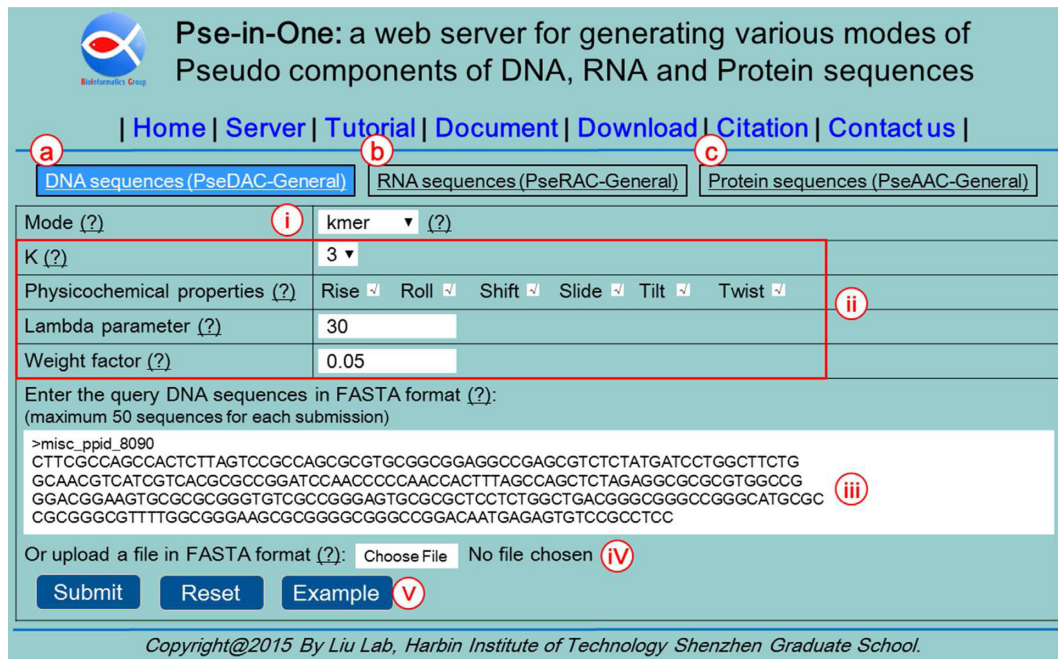 Pse-in-One: a web server for generating various modes of
Pseudo components of DNA, RNA and Protein sequences
BioInformatics Group
| Home | Server | Tutorial | Document | Download | Citation | Contact us |
a b c
DNA sequences (PseDAC-General) RNA sequences (PseRAC-General) Protein sequences (PseAAC-General)
Mode (?) i kmer (?)
K (?) 3
Physicochemical properties (?) Rise Roll Shift Slide Tilt Twist ii
Lambda parameter (?) 30
Weight factor (?) 0.05
Enter the query DNA sequences in FASTA format (?):
(maximum 50 sequences for each submission)
>misc_ppid_8090
CTTCGCCAGCCACTCTTAGTCCGCCAGCGCGTGCGGCGGAGGCCGAGCGTCTCTATGATCCTGGCTTCTG
GCAACGTCATCGTCACGCGCCGGATCCAACCCCCAACCACTTTAGCCAGCTCTAGAGGCGCGCGTGGCCG
GGACGGAAGTGCGCGCGGGTGTCGCCGGGAGTGCGCGCTCCTCTGGCTGACGGGCGGGCCGGGCATGCGC iii
CGCGGGCGTTTTGGCGGGAAGCGCGGGGCGGGCCGGACAATGAGAGTGTCCGCCTCC
Or upload a file in FASTA format (?): Choose File No file chosen iV
Submit Reset Example V
Copyright@2015 By Liu Lab, Harbin Institute of Technology Shenzhen Graduate School.